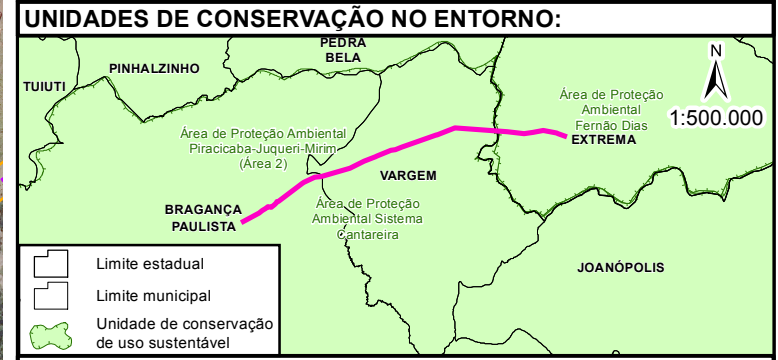 UNIDADES DE CONSERVAÇÃO NO ENTORNO:
PEDRA
BELA
PINHALZINHO
TUIUTI
N
1:500.000
Área de Proteção
Ambiental
Fernão Dias
EXTREMA
Área de Proteção Ambiental
Piracicaba-Juqueri-Mirim
(Área 2)
VARGEM
BRAGANÇA
PAULISTA
Área de Proteção
Ambiental Sistema
Cantareira
JOANÓPOLIS
Limite estadual
Limite municipal
Unidade de conservação
de uso sustentável